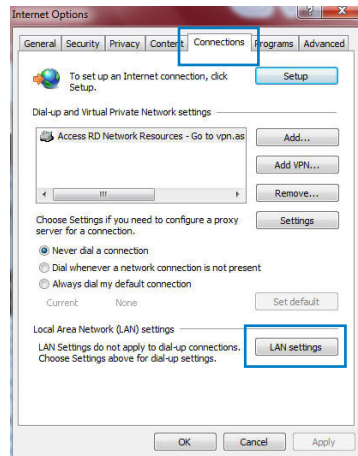 Internet Options
General Security Privacy Content Connections Programs Advanced
To set up an Internet connection, click
Setup.
Setup
Dial-up and Virtual Private Network settings
Access RD Network Resources - Go to vpn.as
Add...
Add VPN...
Remove...
Choose Settings if you need to configure a proxy
server for a connection.
Settings
Never dial a connection
Dial whenever a network connection is not present
Always dial my default connection
Current None
Set default
Local Area Network (LAN) settings
LAN Settings do not apply to dial-up connections.
Choose Settings above for dial-up settings.
LAN settings
OK Cancel Apply